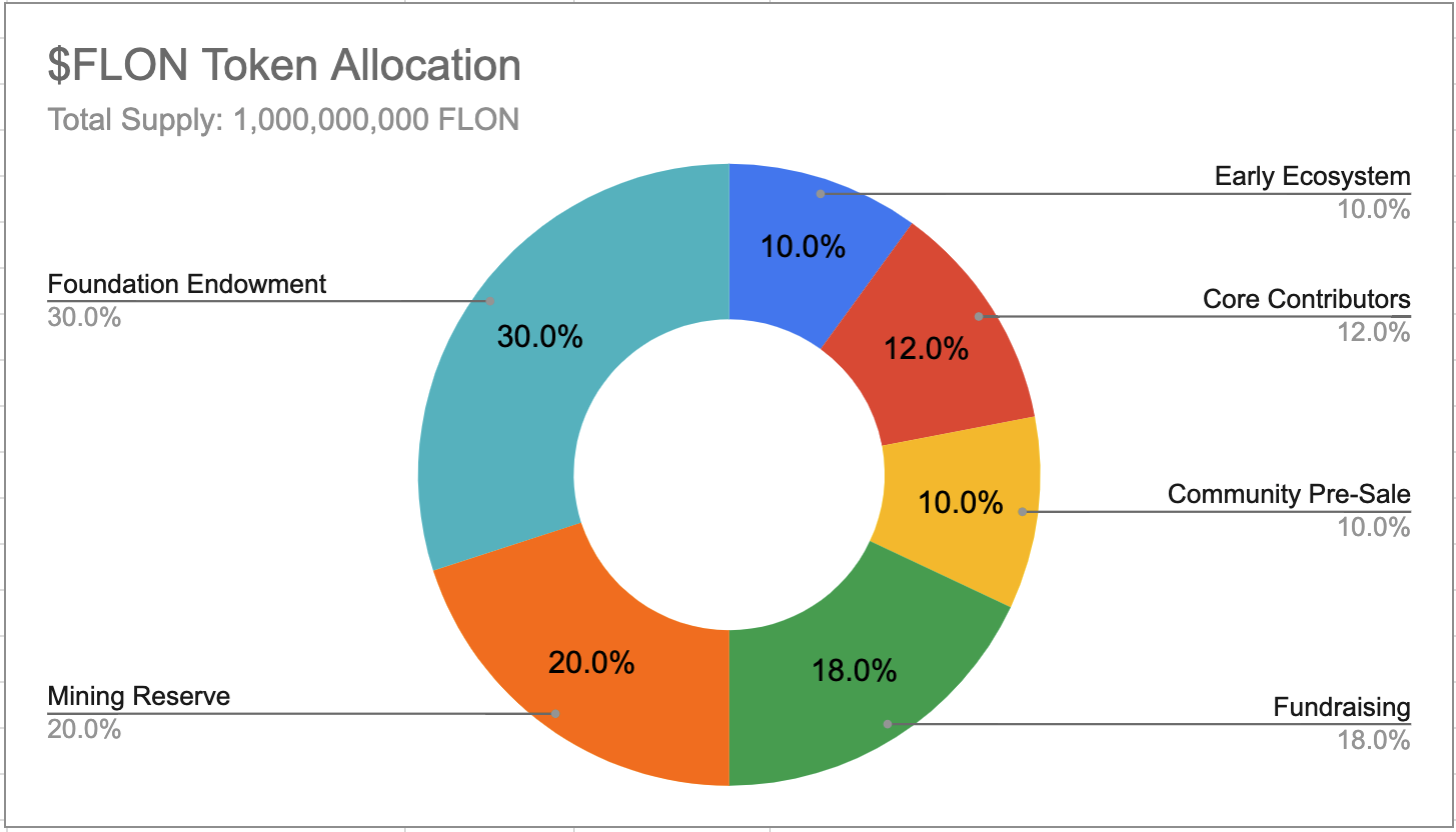 $FLON Token Allocation
Total Supply: 1,000,000,000 FLON
Early Ecosystem
10.0%
10.0%
Foundation Endowment
30.0%
30.0%
Core Contributors
12.0%
12.0%
Community Pre-Sale
10.0%
10.0%
Mining Reserve
20.0%
20.0%
Fundraising
18.0%
18.0%